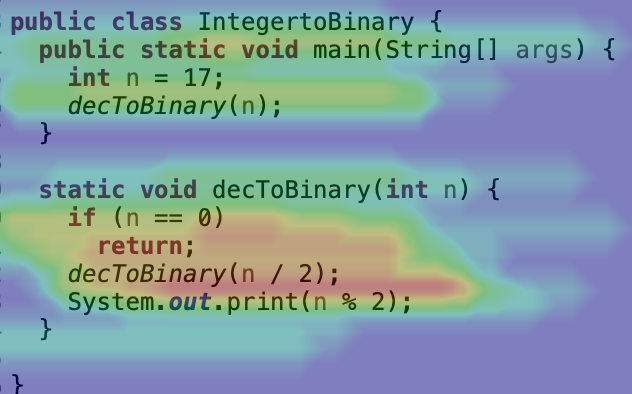 public class IntegertoBinary {
public static void main(String[] args) {
int n = 17;
decToBinary(n);
}
static void decToBinary(int n) {
if (n == 0)
return;
decToBinary(n / 2);
System.out.print(n % 2);
}
}